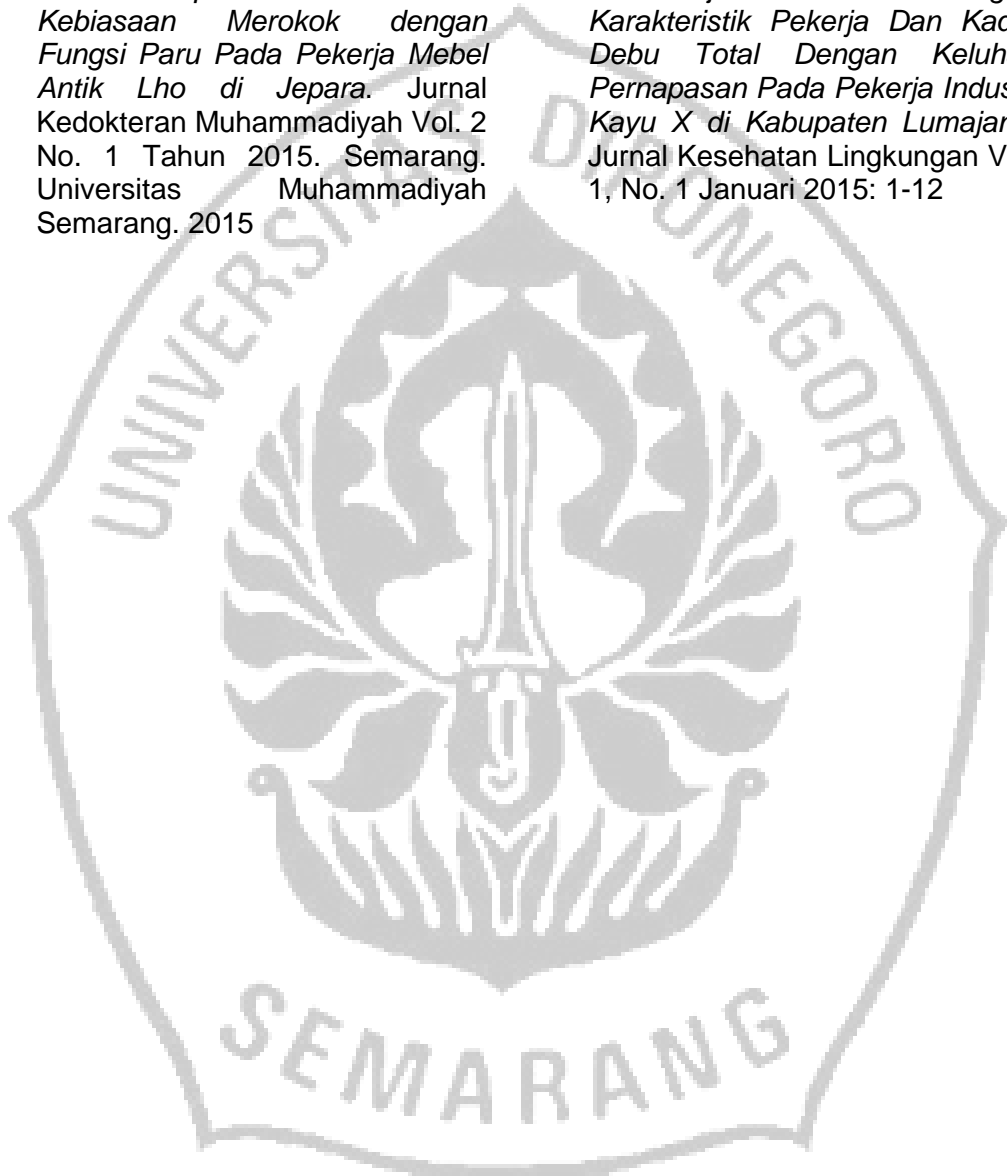 Kebiasaan Merokok dengan
Fungsi Paru Pada Pekerja Mebel
Antik Lho di Jepara. Jurnal
Kedokteran Muhammadiyah Vol. 2
No. 1 Tahun 2015. Semarang.
Universitas Muhammadiyah
Semarang. 2015
Karakteristik Pekerja Dan
Debu Total Dengan
Pernapasan Pada Pekerja
Kayu X di Kabupaten
Jurnal Kesehatan Lingkungan
1, No. 1 Januari 2015: 1-12
UNIVERSITAS DIPONEGORO
SEMARANG